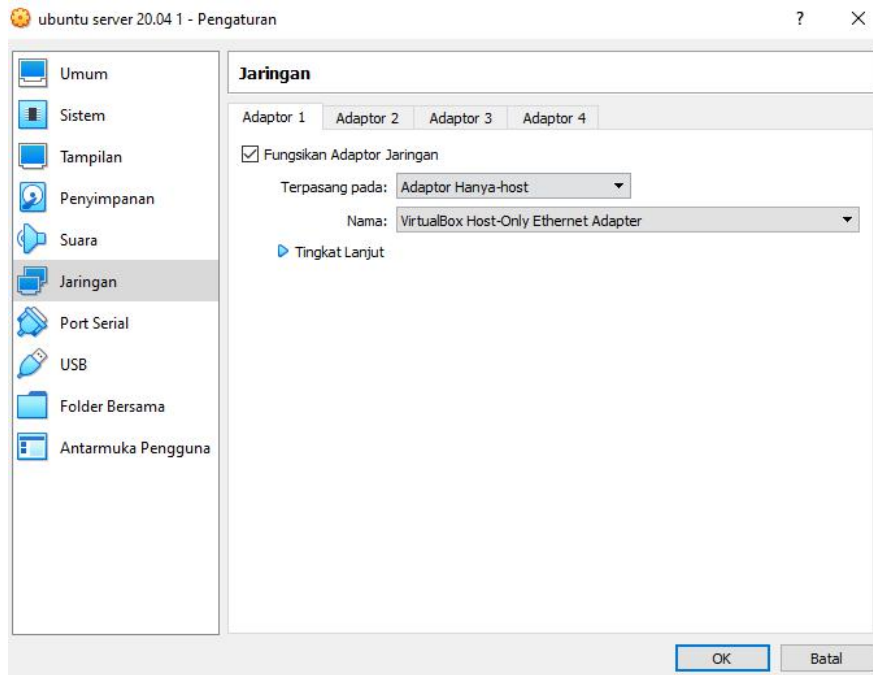 ubuntu server 20.04 1 - Pengaturan
?
Umum
Sistem
Tampilan
Penyimpanan
Suara
Jaringan
Port Serial
USB
Folder Bersama
Antarmuka Pengguna
Jaringan
Adaptor 1 Adaptor 2 Adaptor 3 Adaptor 4
Fungsikan Adaptor Jaringan
Terpasang pada: Adaptor Hanya-host
Nama: VirtualBox Host-Only Ethernet Adapter
Tingkat Lanjut
OK Batal